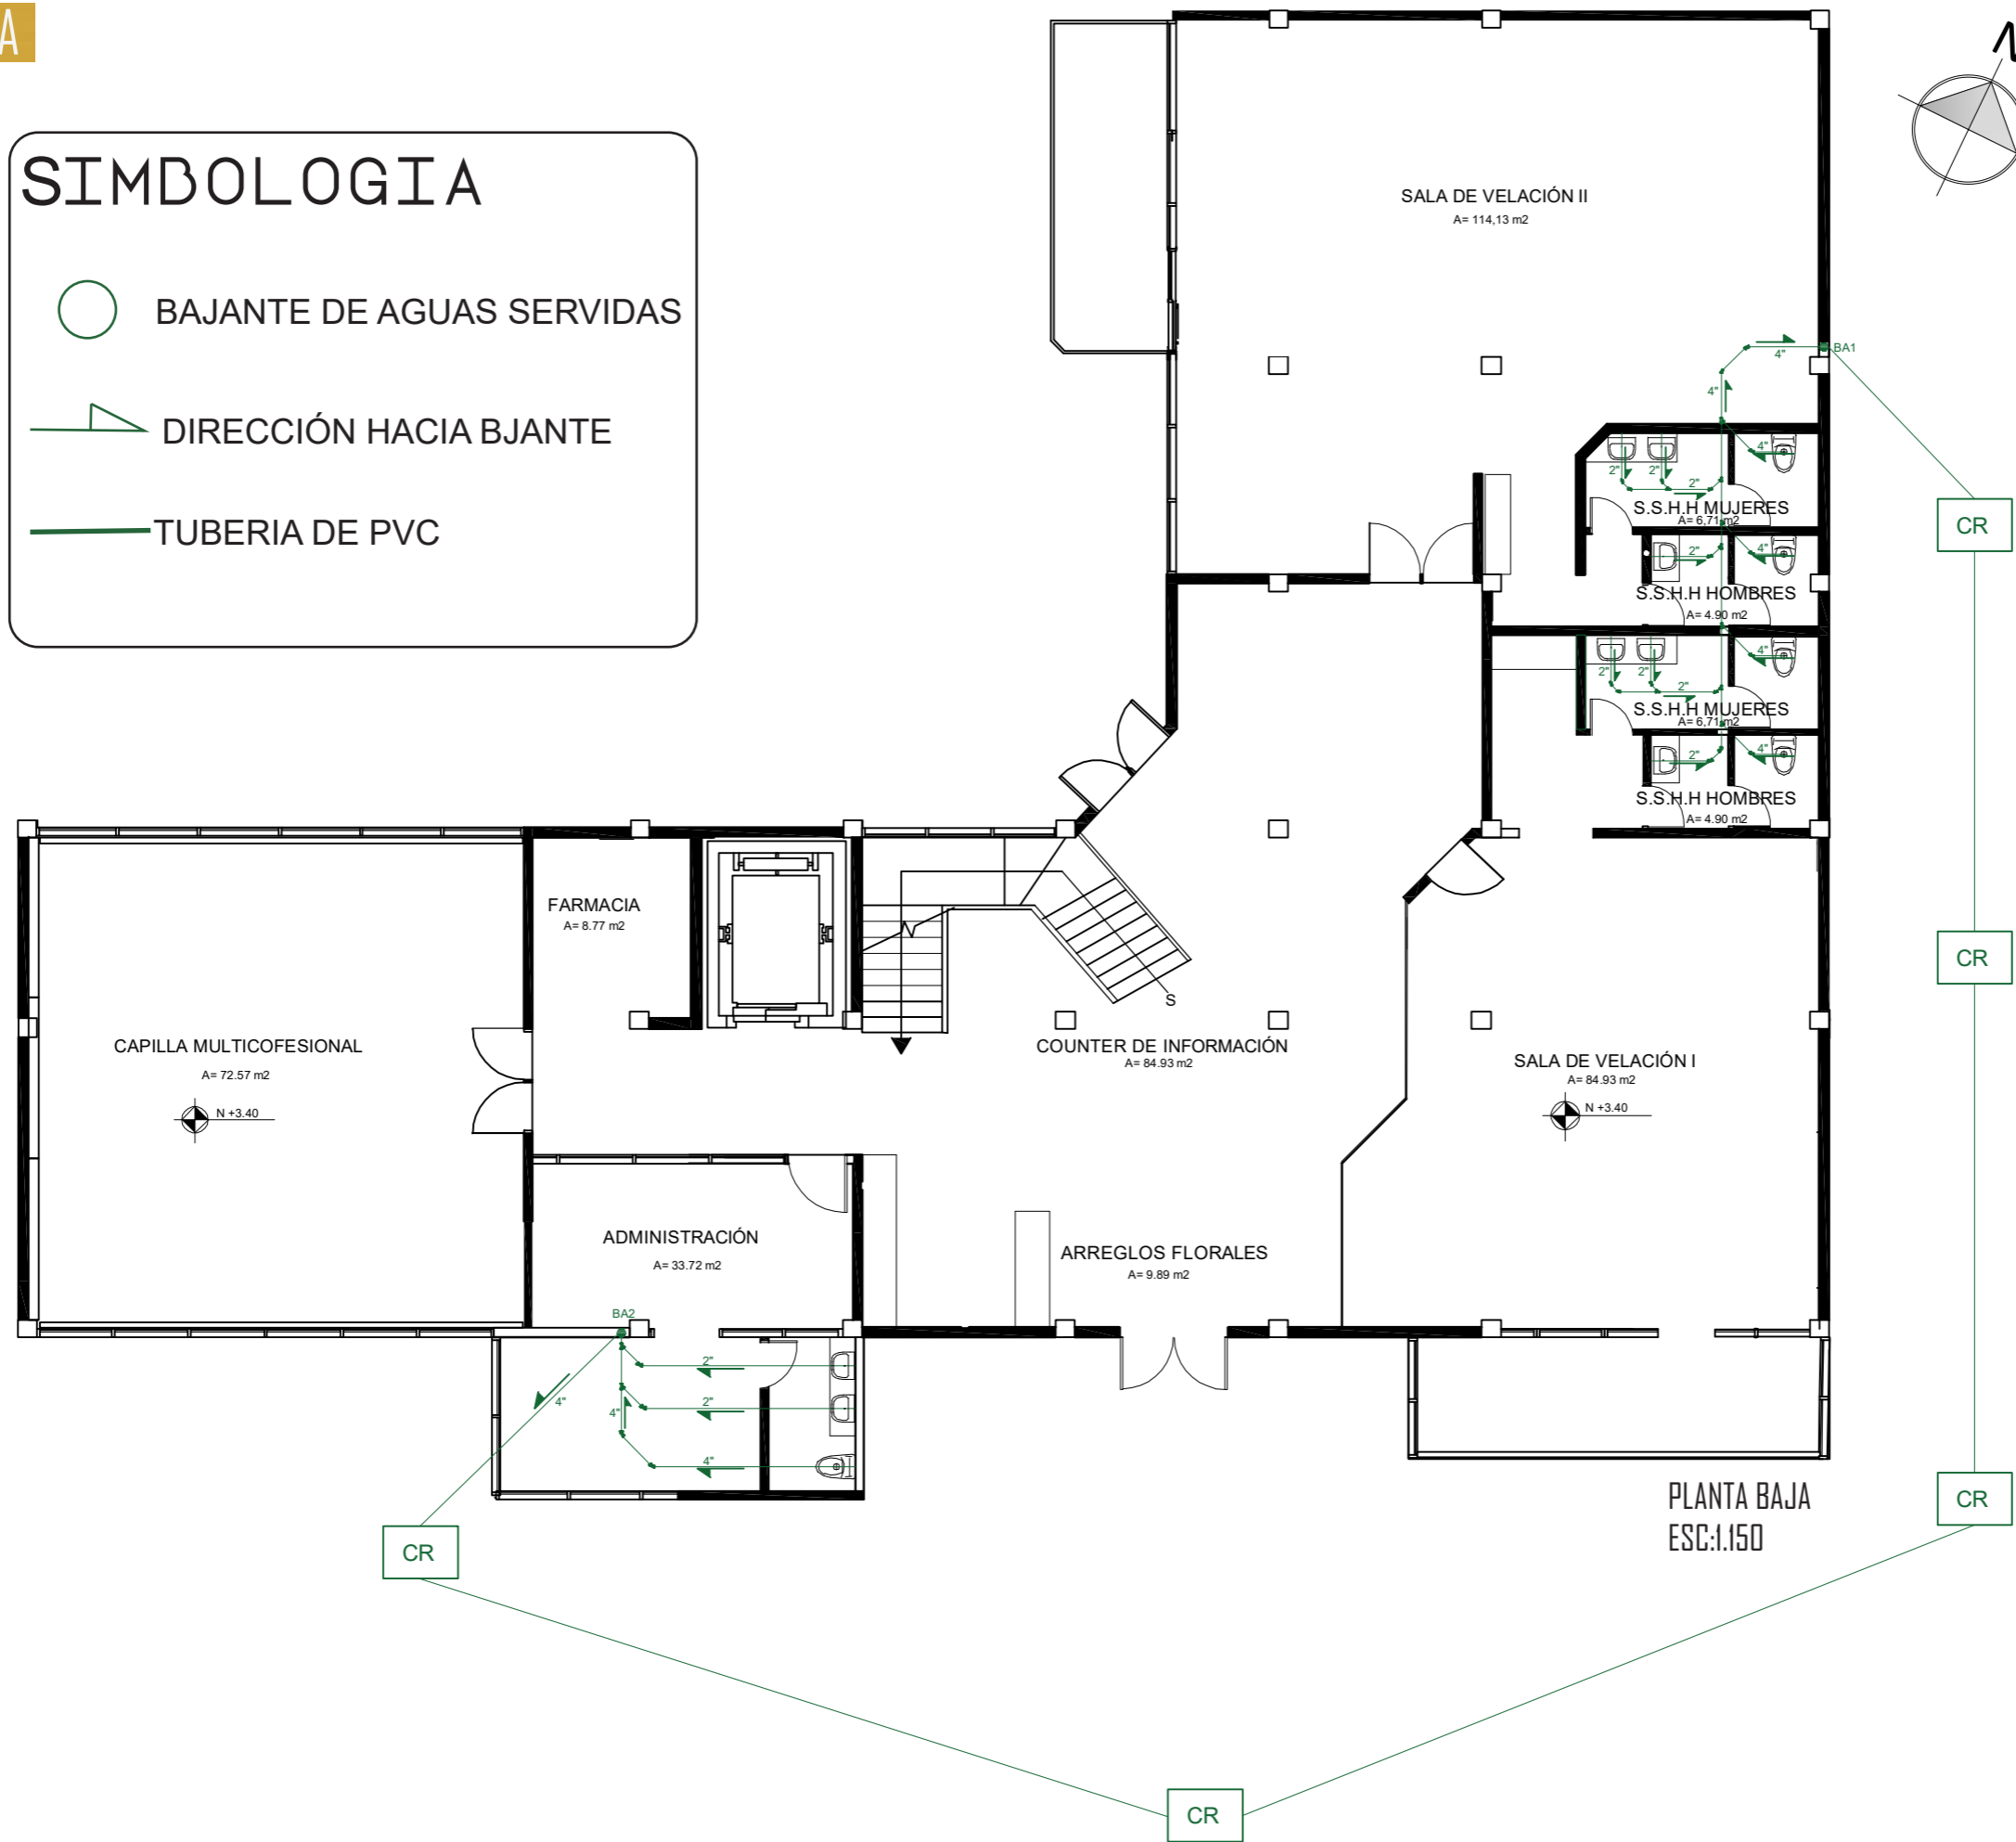 A
N
SIMBOLOGIA
BAJANTE DE AGUAS SERVIDAS
DIRECCIÓN HACIA BJANTE
TUBERIA DE PVC
SALA DE VELACIÓN II
A= 114,13 m2
4"
BA1
4"
4"
2"
2"
2"
S.S.H.H MUJERES
A= 6,71 m2
CR
2"
4"
S.S.H.H HOMBRES
A= 4.90 m2
4"
2"
2"
2"
S.S.H.H MUJERES
A= 6,71 m2
2"
4"
S.S.H.H HOMBRES
A= 4.90 m2
FARMACIA
A= 8.77 m2
CR
S
CAPILLA MULTICOFESIONAL
A= 72.57 m2
N +3.40
COUNTER DE INFORMACIÓN
A= 84.93 m2
SALA DE VELACIÓN I
A= 84.93 m2
N +3.40
ADMINISTRACIÓN
A= 33.72 m2
ARREGLOS FLORALES
A= 9.89 m2
BA2
2"
4"
2"
4"
4"
CR
PLANTA BAJA
ESC:1.150
CR
CR